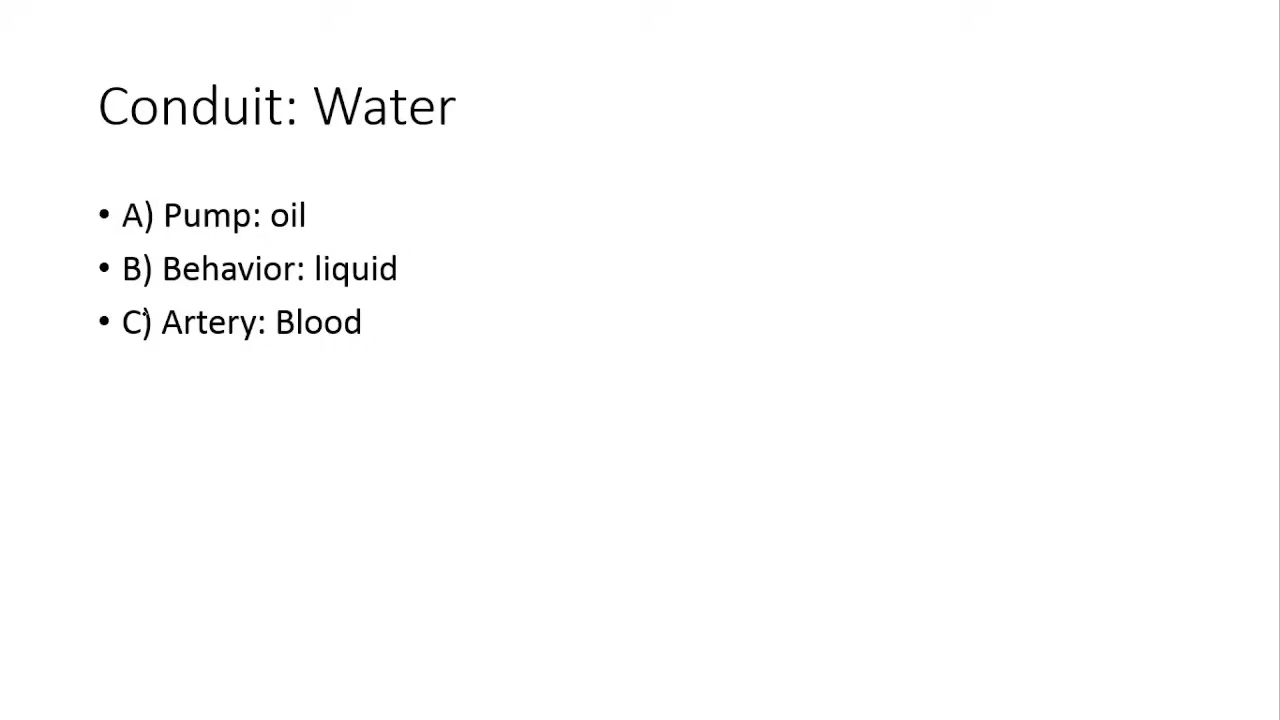 Conduit: Water
• A) Pump: oil
• B) Behavior: liquid
• C) Artery: Blood